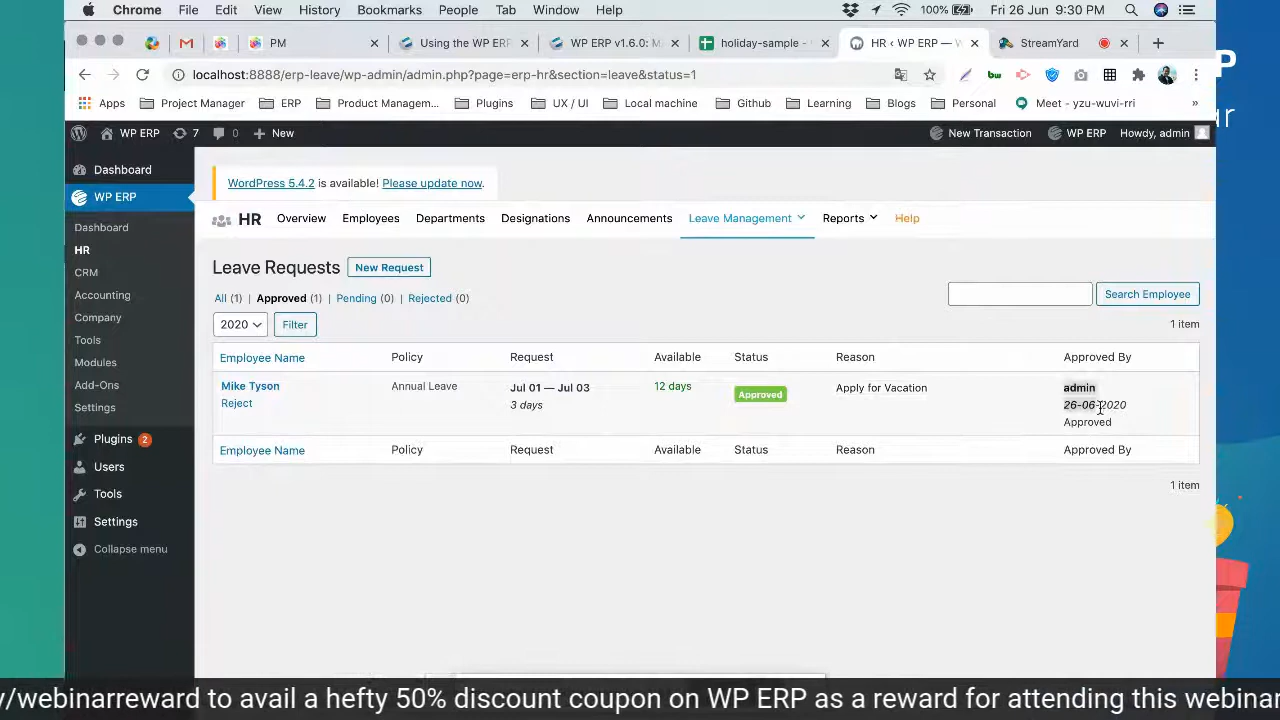 Chrome File Edit View History Bookmarks People Tab Window Help 100% Fri 26 Jun 9:30 PM
PM Using the WP ER WP ERP v1.6.0: M holiday-sample - HR ‹ WP ERP — W StreamYard
localhost:8888/erp-leave/wp-admin/admin.php?page=erp-hr&section=leave&status=1
Apps Project Manager ERP Product Managem... Plugins UX / UI Local machine Github Learning Blogs Personal Meet - yzu-wuvi-rri »
WP ERP 7 0 + New New Transaction WP ERP Howdy, admin
Dashboard
WP ERP
Dashboard
HR
CRM
Accounting
Company
Tools
Modules
Add-Ons
Settings
Plugins 2
Users
Tools
Settings
Collapse menu
WordPress 5.4.2 is available! Please update now.
HR Overview Employees Departments Designations Announcements Leave Management Reports Help
Leave Requests New Request
All (1) | Approved (1) | Pending (0) | Rejected (0)
Search Employee
2020 Filter
1 item
Employee Name Policy Request Available Status Reason Approved By
Mike Tyson Annual Leave Jul 01 — Jul 03 12 days Approved Apply for Vacation admin
Reject 3 days 26-06-2020
Approved
Employee Name Policy Request Available Status Reason Approved By
1 item
y/webinarreward to avail a hefty 50% discount coupon on WP ERP as a reward for attending this webinar